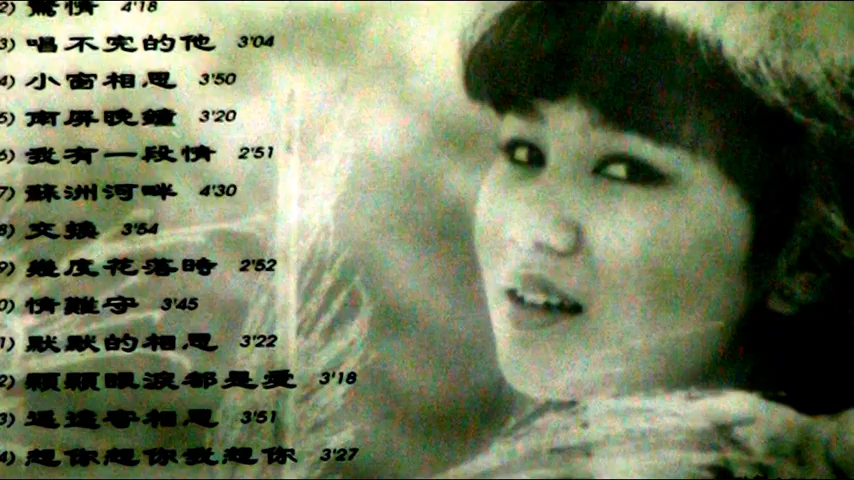 2) 驚情 4'18
3) 唱不完的他 3'04
4) 小窗相思 3'50
5) 南屏晚鐘 3'20
6) 我有一段情 2'51
7) 蘇州河畔 4'30
8) 交換 3'54
9) 幾度花落時 2'52
0) 情難守 3'45
1) 默默的相思 3'22
2) 顆顆眼淚都是愛 3'18
3) 遙遠寄相思 3'51
4) 想你想你我想你 3'27